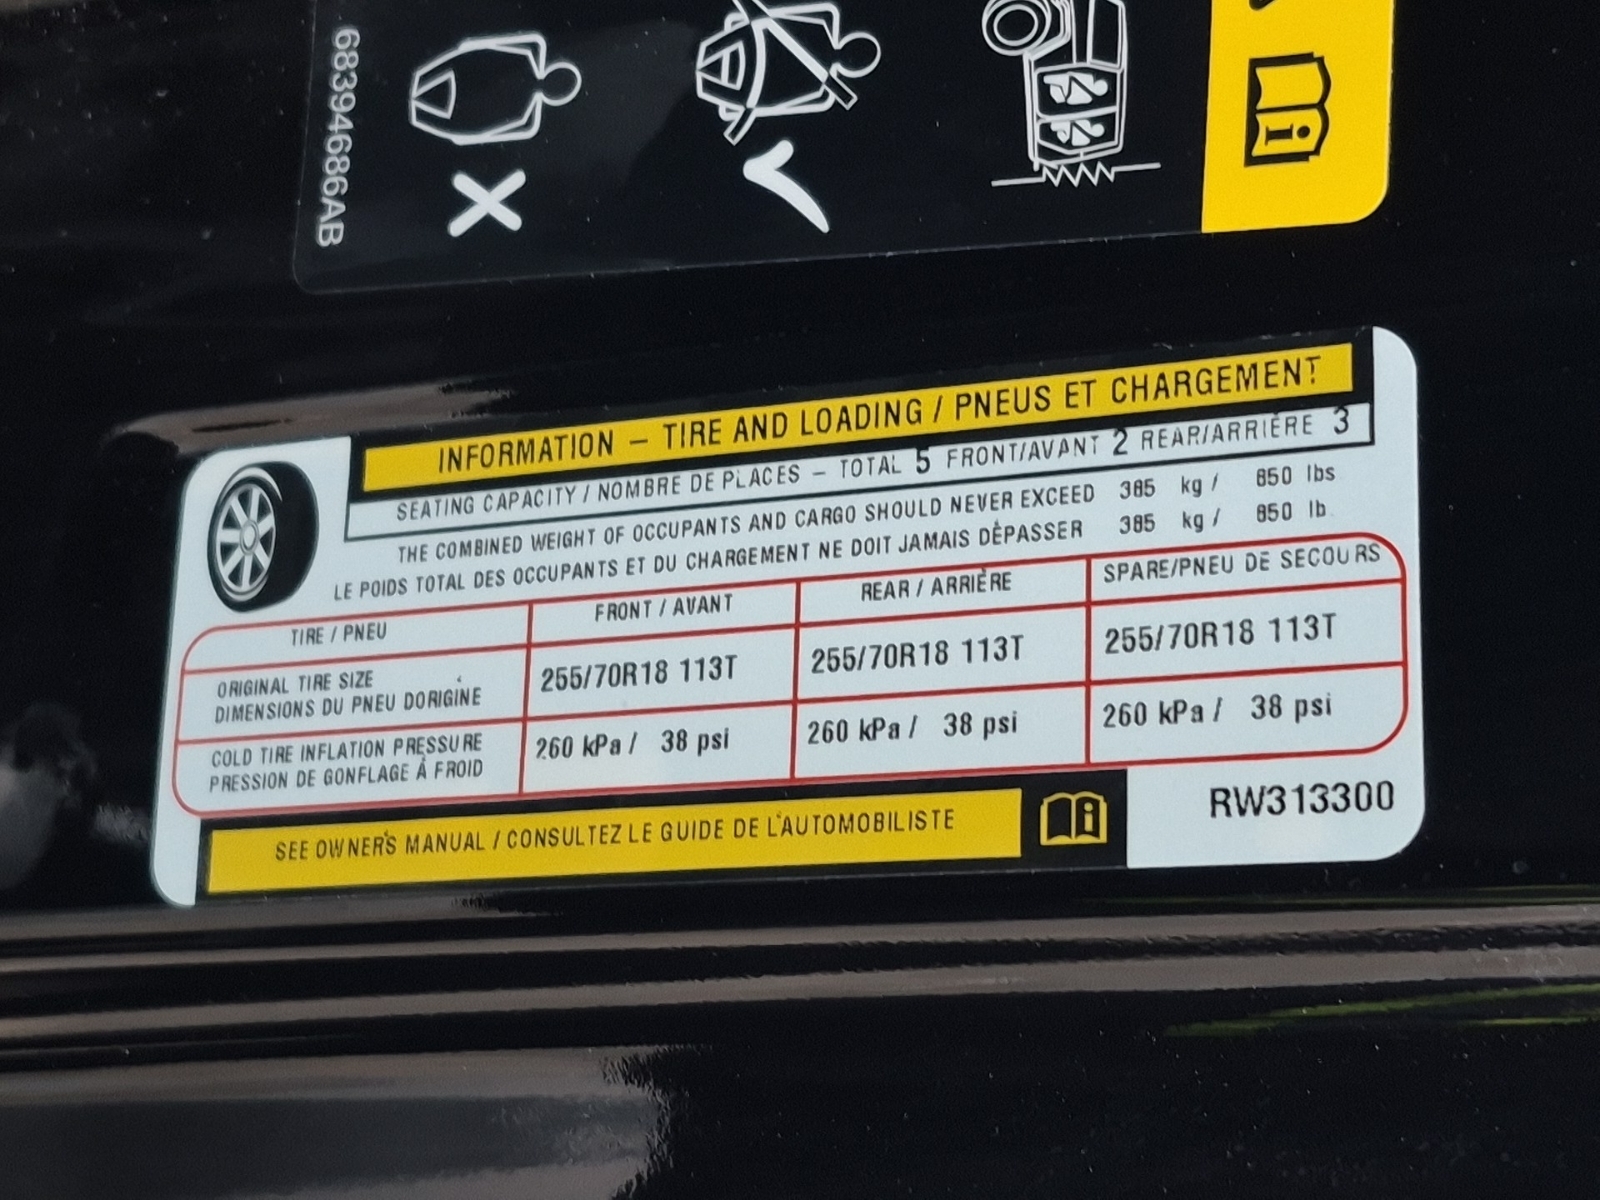 68394686AB
INFORMATION – TIRE AND LOADING / PNEUS ET CHARGEMENT
SEATING CAPACITY / NOMBRE DE PLACES – TOTAL 5 FRONT/AVANT 2 REAR/ARRIÈRE 3
THE COMBINED WEIGHT OF OCCUPANTS AND CARGO SHOULD NEVER EXCEED 385 kg / 850 lbs
LE POIDS TOTAL DES OCCUPANTS ET DU CHARGEMENT NE DOIT JAMAIS DÉPASSER 385 kg / 850 lb
TIRE / PNEU FRONT / AVANT REAR / ARRIÈRE SPARE/PNEU DE SECOURS
ORIGINAL TIRE SIZE
DIMENSIONS DU PNEU DORIGINE
255/70R18 113T 255/70R18 113T 255/70R18 113T
COLD TIRE INFLATION PRESSURE
PRESSION DE GONFLAGE À FROID
260 kPa / 38 psi 260 kPa / 38 psi 260 kPa / 38 psi
SEE OWNER'S MANUAL / CONSULTEZ LE GUIDE DE L'AUTOMOBILISTE
RW313300